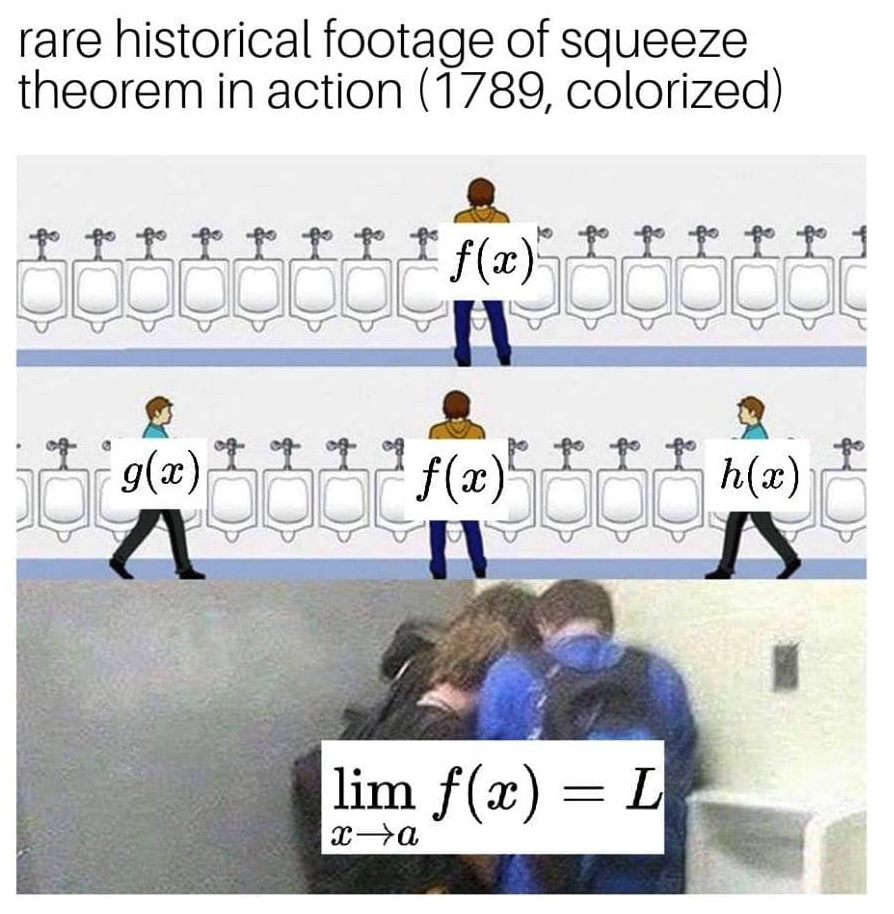 rare historical footage of squeeze
theorem in action (1789, colorized)
f(x)
g(x) f(x) h(x)
lim f(x) = L
x→a